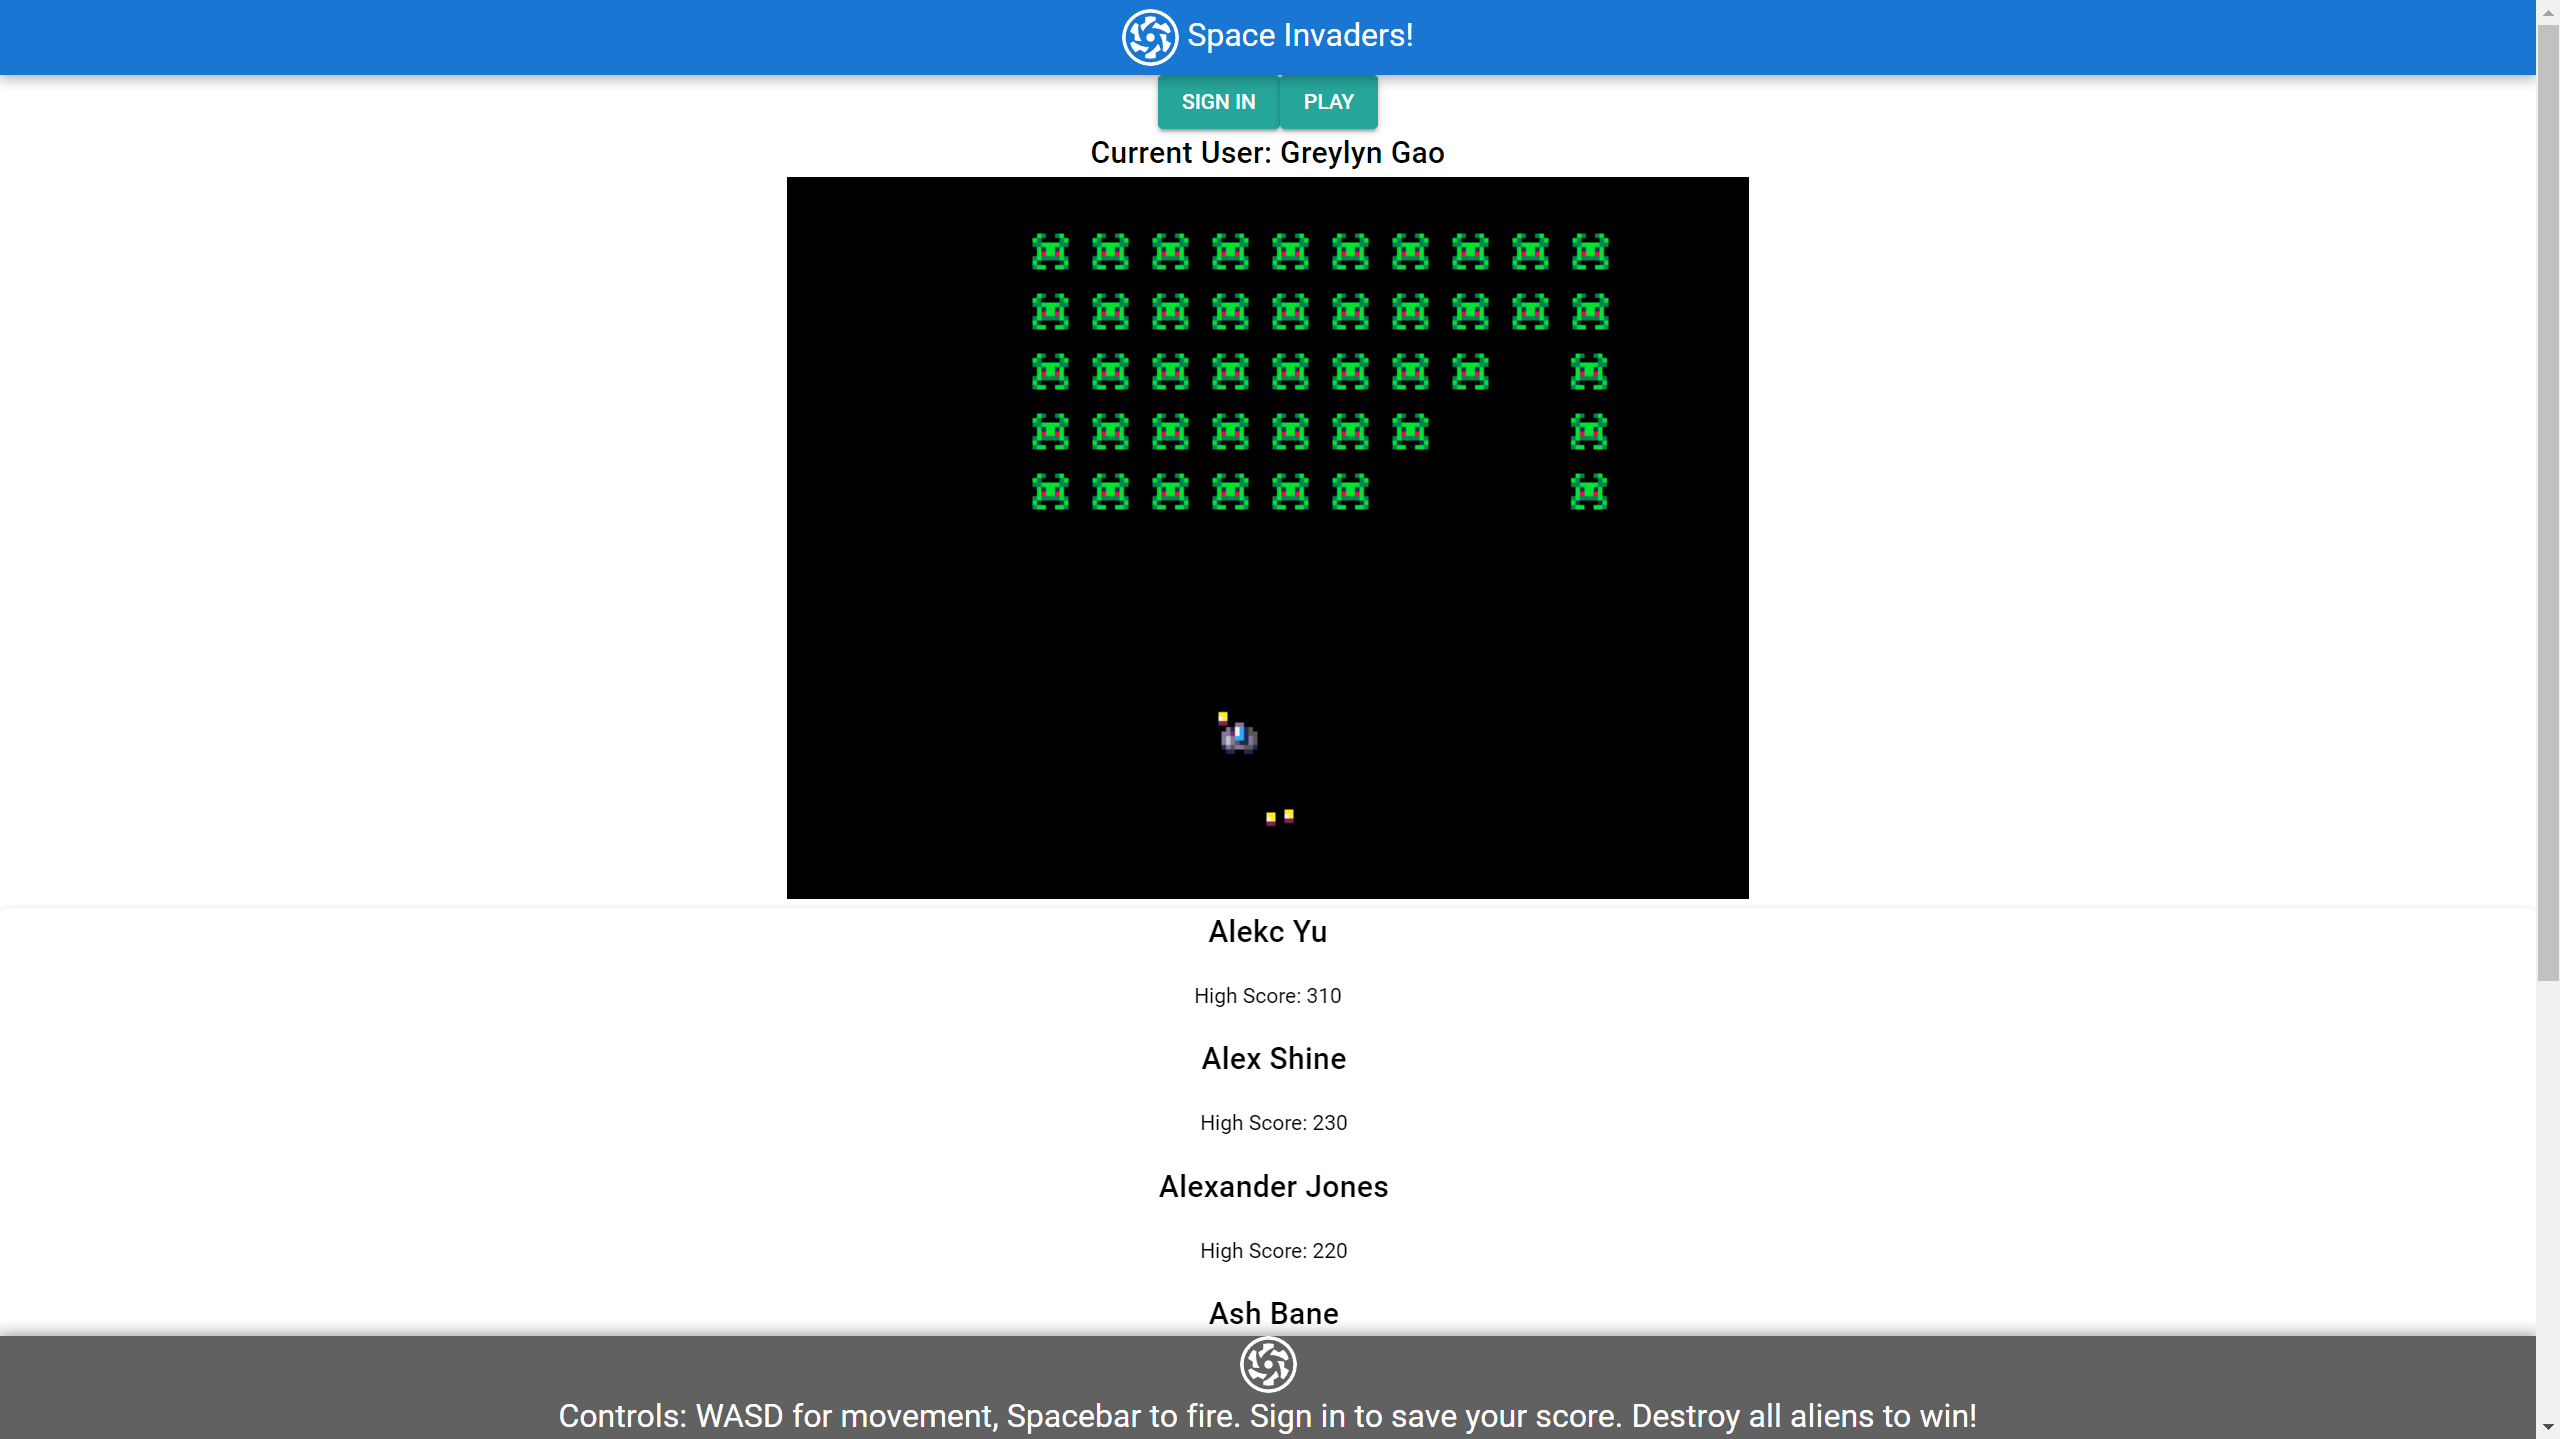 Space Invaders!
SIGN IN
PLAY
Current User: Greylyn Gao
Alekc Yu
High Score: 310
Alex Shine
High Score: 230
Alexander Jones
High Score: 220
Ash Bane
Controls: WASD for movement, Spacebar to fire. Sign in to save your score. Destroy all aliens to win!